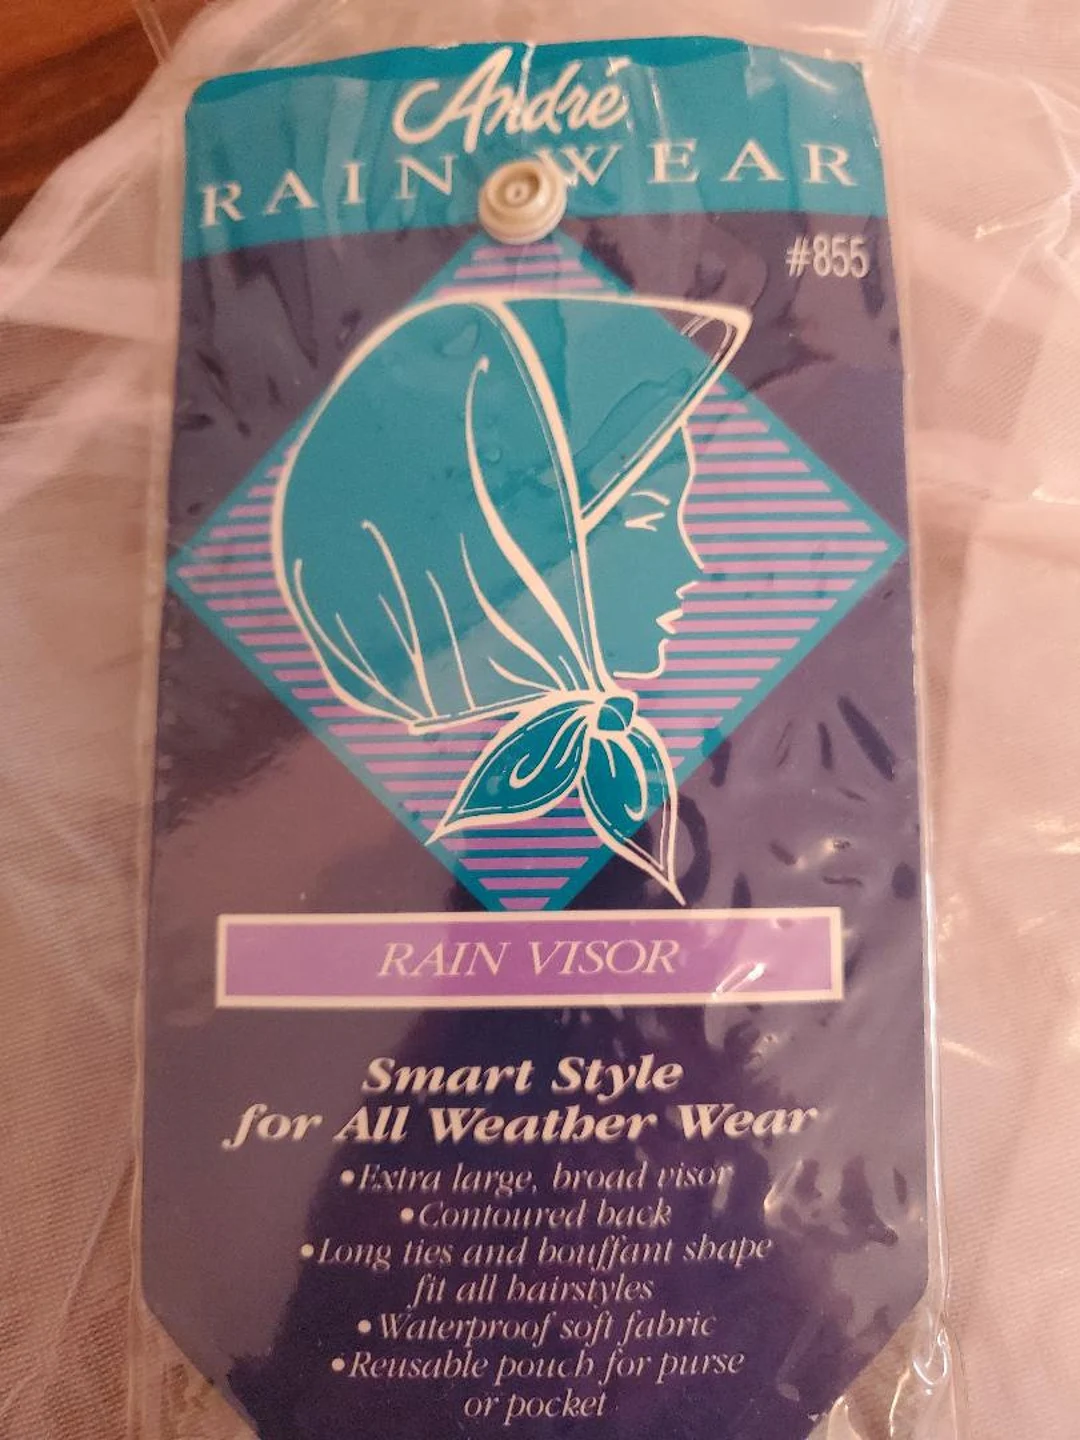 André
RAIN WEAR
#855
RAIN VISOR
Smart Style
for All Weather Wear
•Extra large, broad visor
•Contoured back
•Long ties and bouffant shape
fit all hairstyles
•Waterproof soft fabric
•Reusable pouch for purse
or pocket